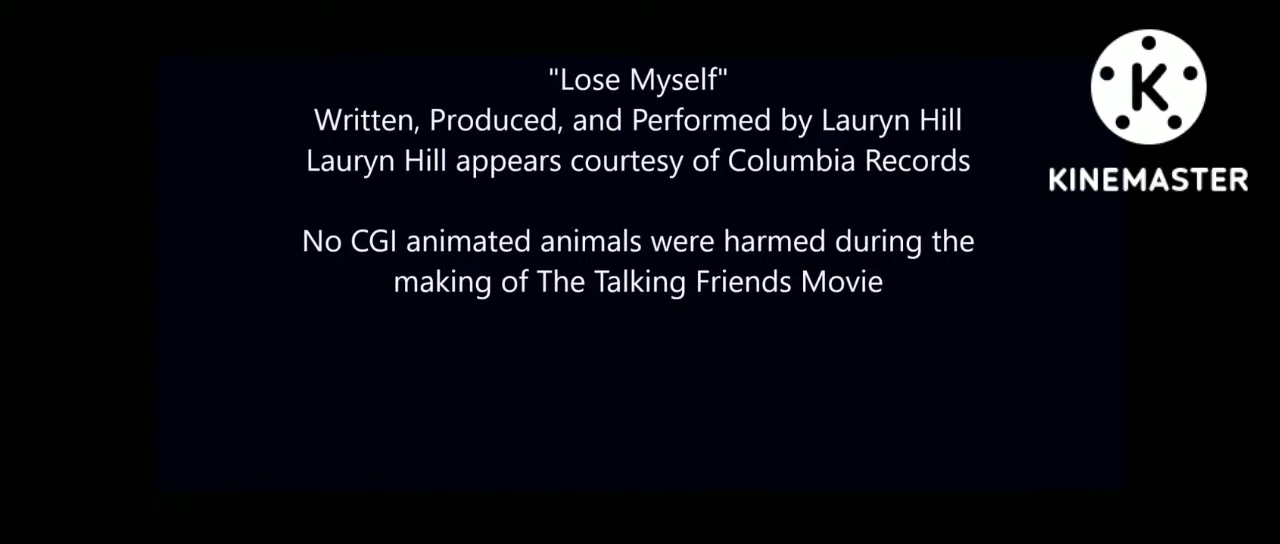 "Lose Myself"
Written, Produced, and Performed by Lauryn Hill
Lauryn Hill appears courtesy of Columbia Records
No CGI animated animals were harmed during the
making of The Talking Friends Movie
K
KINEMASTER